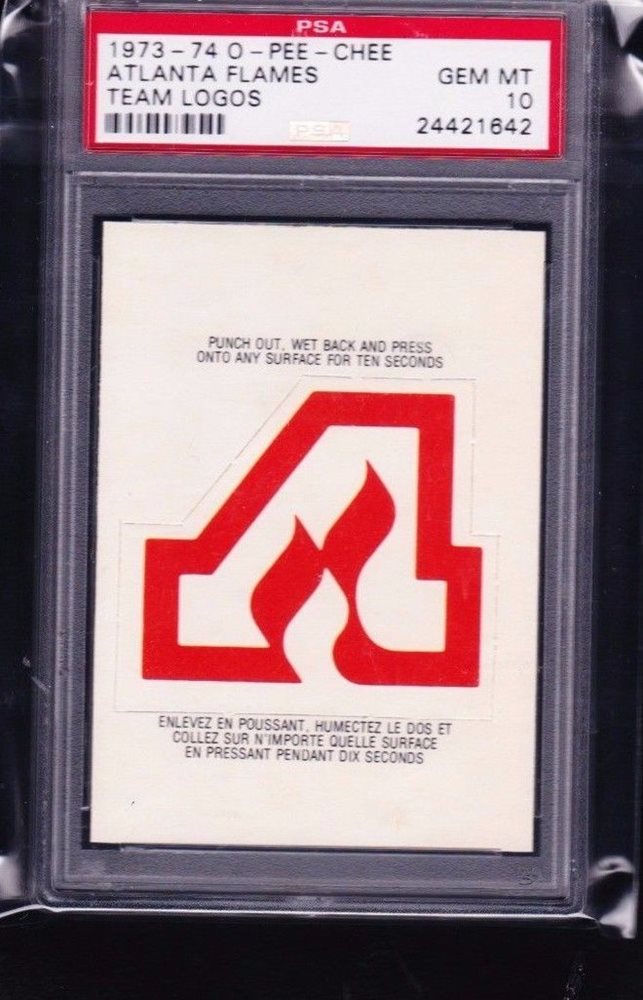 PSA
1973-74 O-PEE-CHEE
ATLANTA FLAMES GEM MT
TEAM LOGOS 10
PSA 24421642
PUNCH OUT, WET BACK AND PRESS
ONTO ANY SURFACE FOR TEN SECONDS
ENLEVEZ EN POUSSANT, HUMECTEZ LE DOS ET
COLLEZ SUR N'IMPORTE QUELLE SURFACE
EN PRESSANT PENDANT DIX SECONDS